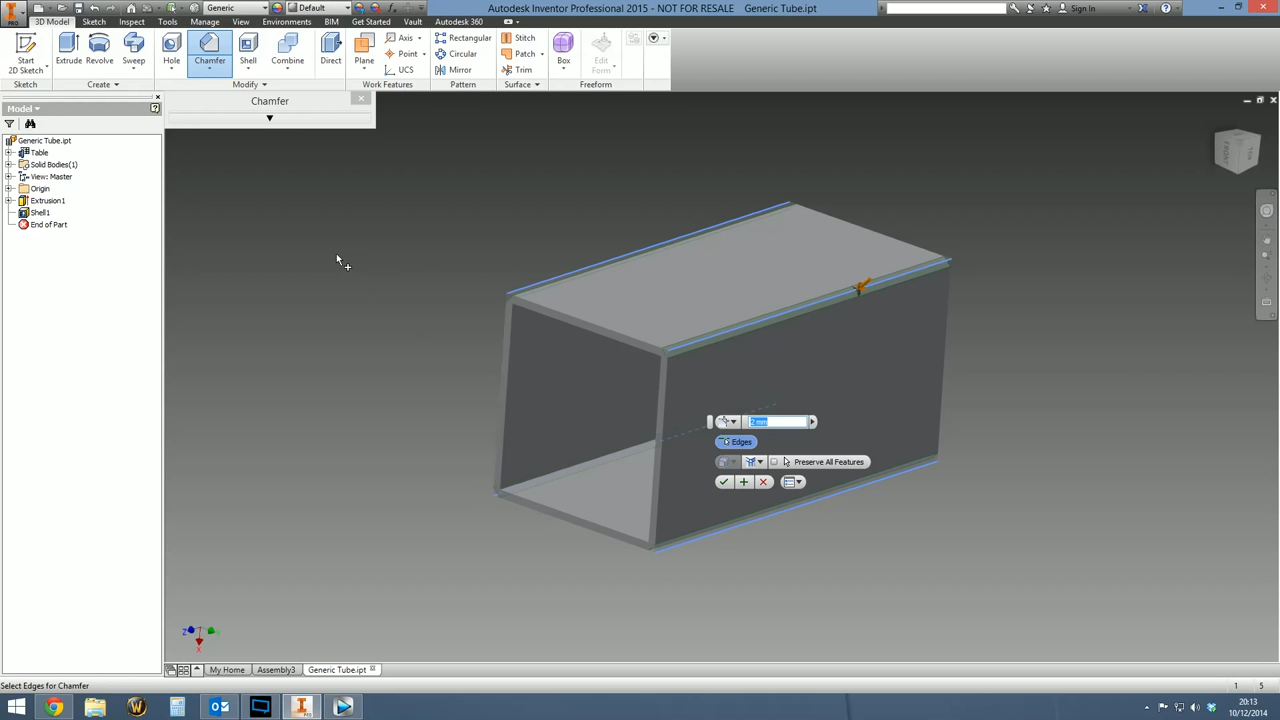 Generic
Default
Autodesk Inventor Professional 2015 - NOT FOR RESALE Generic Tube.ipt
Sign In
PRO
3D Model
Sketch
Inspect
Tools
Manage
View
Environments
BIM
Get Started
Vault
Autodesk 360
Start
2D Sketch
Extrude
Revolve
Sweep
Hole
Chamfer
Shell
Combine
Direct
Plane
Axis
Point
UCS
Rectangular
Circular
Mirror
Stitch
Patch
Trim
Box
Edit
Form
Sketch
Create
Modify
Work Features
Pattern
Surface
Freeform
Model
Chamfer
Generic Tube.ipt
Table
Solid Bodies(1)
View: Master
Origin
Extrusion1
Shell1
End of Part
FRONT
2 mm
Edges
Preserve All Features
Z
X
My Home
Assembly3
Generic Tube.ipt
Select Edges for Chamfer
1
5
20:13
10/12/2014